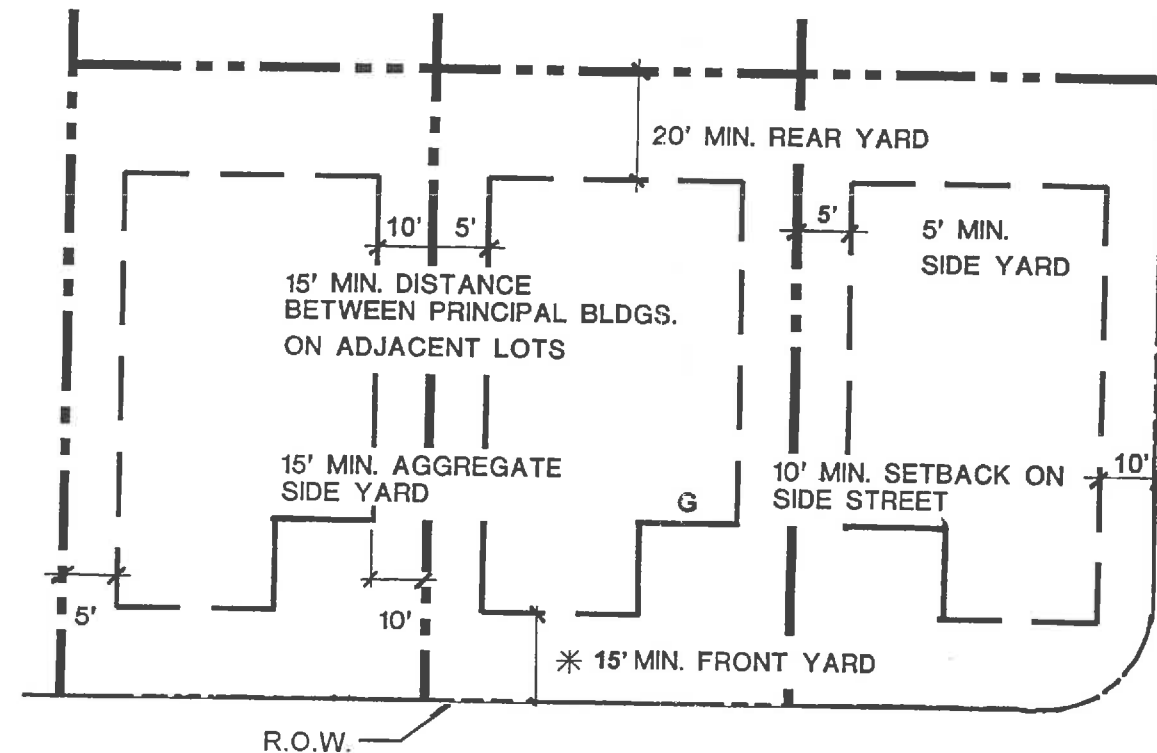 20' MIN. REAR YARD
10'
5'
5'
5' MIN.
SIDE YARD
15' MIN. DISTANCE
BETWEEN PRINCIPAL BLDGS.
ON ADJACENT LOTS
15' MIN. AGGREGATE
SIDE YARD
G
10' MIN. SETBACK ON
SIDE STREET
10'
5'
10'
* 15' MIN. FRONT YARD
R.O.W.